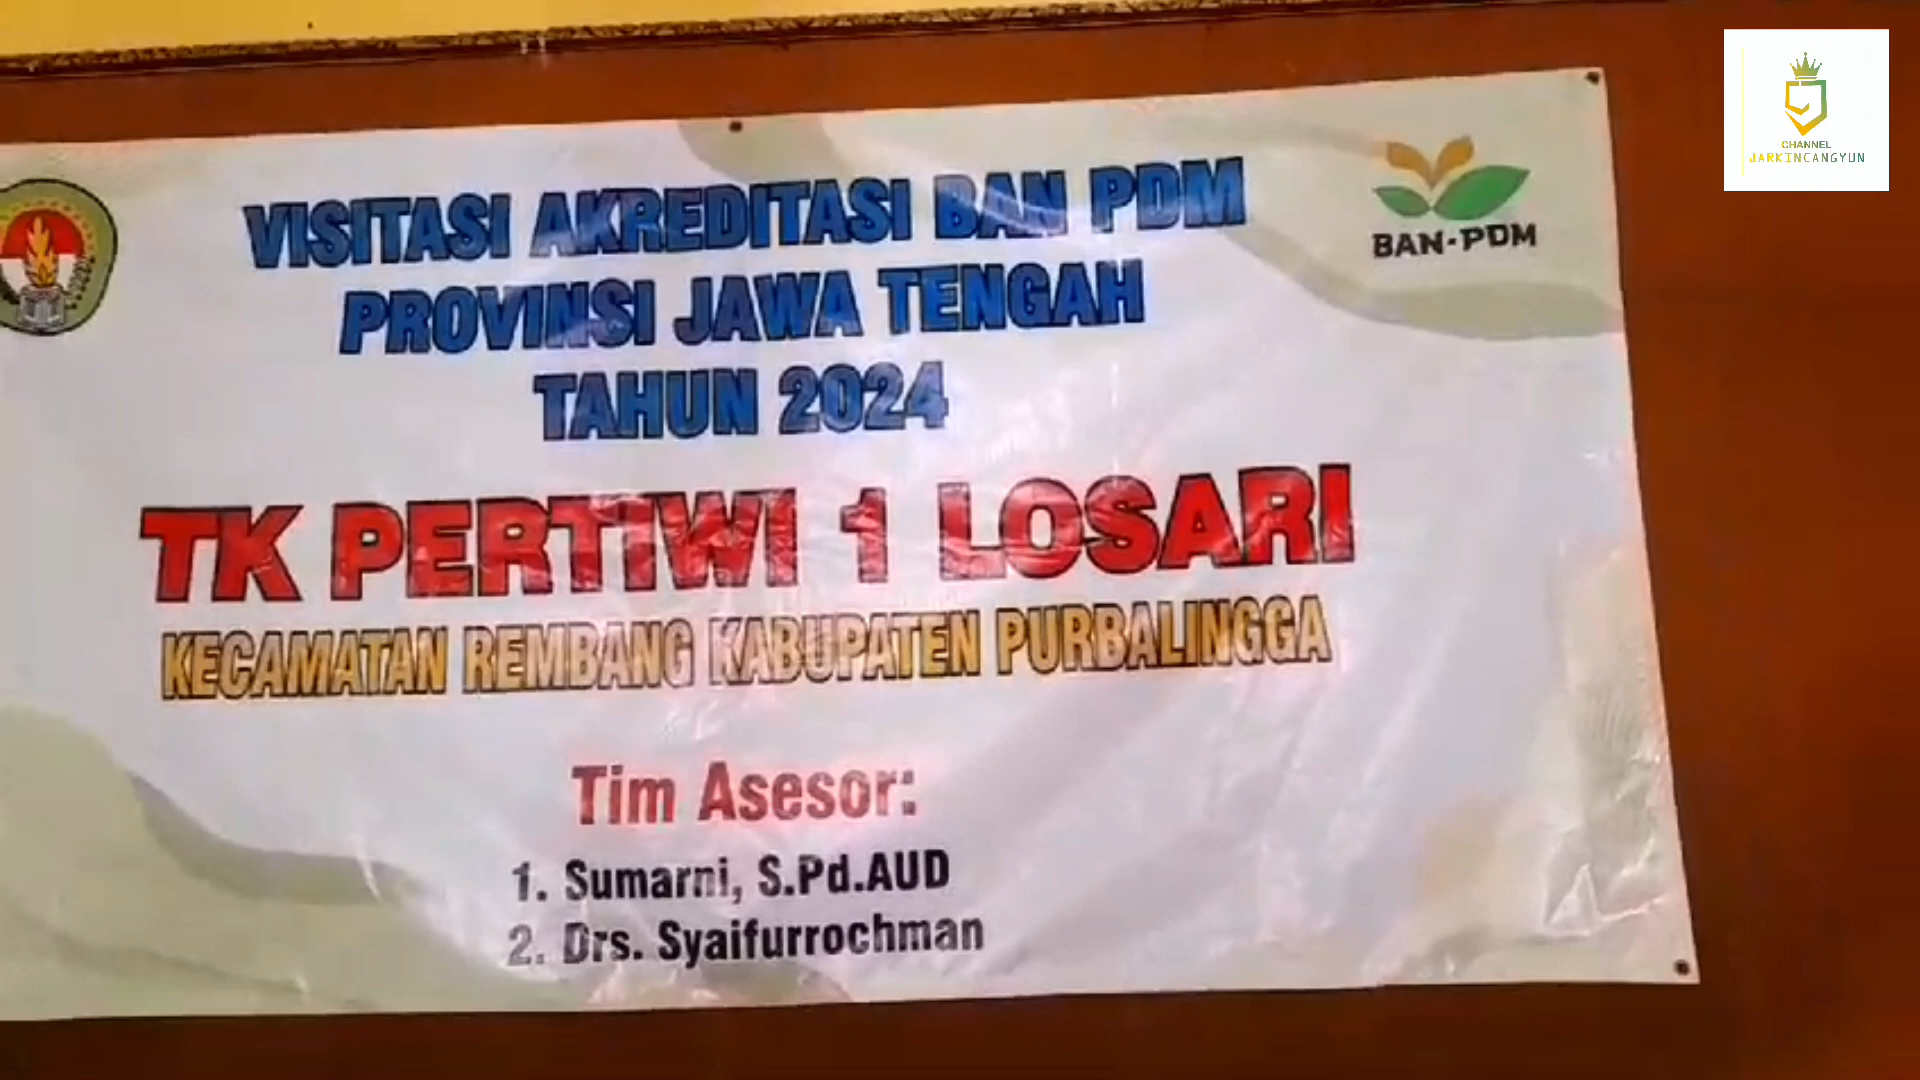 CHANNEL
JARKINCANGYUN
BAN-PDM
VISITASI AKREDITASI BAN PDM
PROVINSI JAWA TENGAH
TAHUN 2024
TK PERTIWI 1 LOSARI
KECAMATAN REMBANG KABUPATEN PURBALINGGA
Tim Asesor:
1. Sumarni, S.Pd.AUD
2. Drs. Syaifurrochman